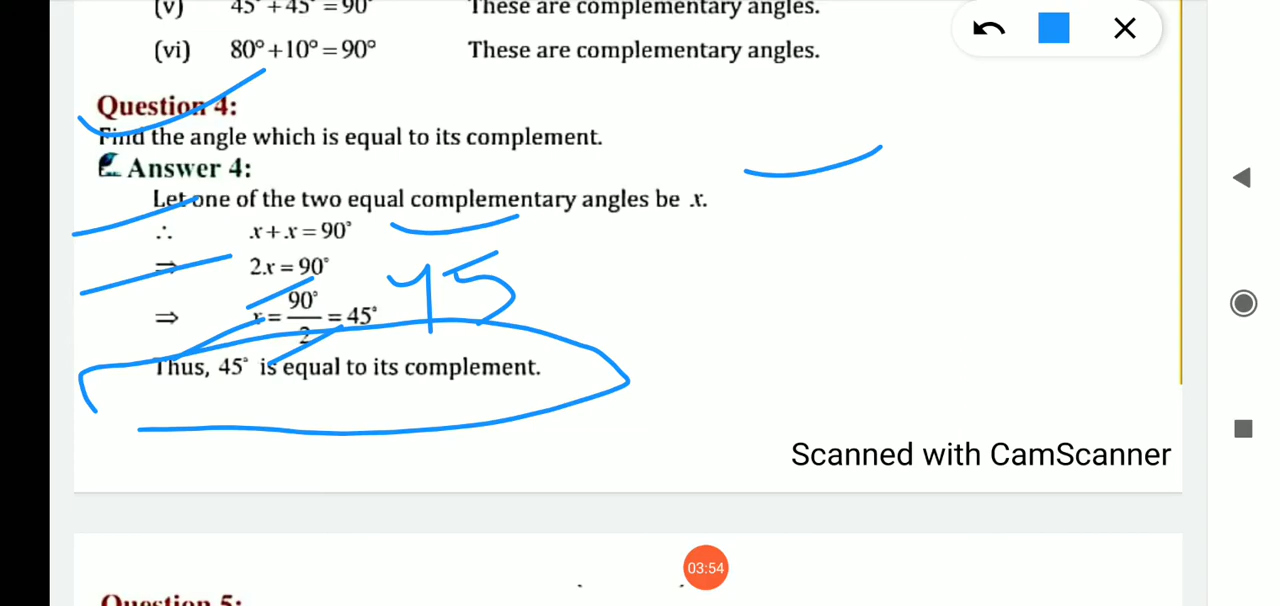 (v) 45° + 45° = 90° These are complementary angles.
(vi) 80° + 10° = 90° These are complementary angles.
Question 4:
Find the angle which is equal to its complement.
Answer 4:
Let one of the two equal complementary angles be x.
∴ x + x = 90°
⇒ 2x = 90°
⇒ x = 90°/2 = 45°
45
Thus, 45° is equal to its complement.
Scanned with CamScanner
03:54
Question 5: